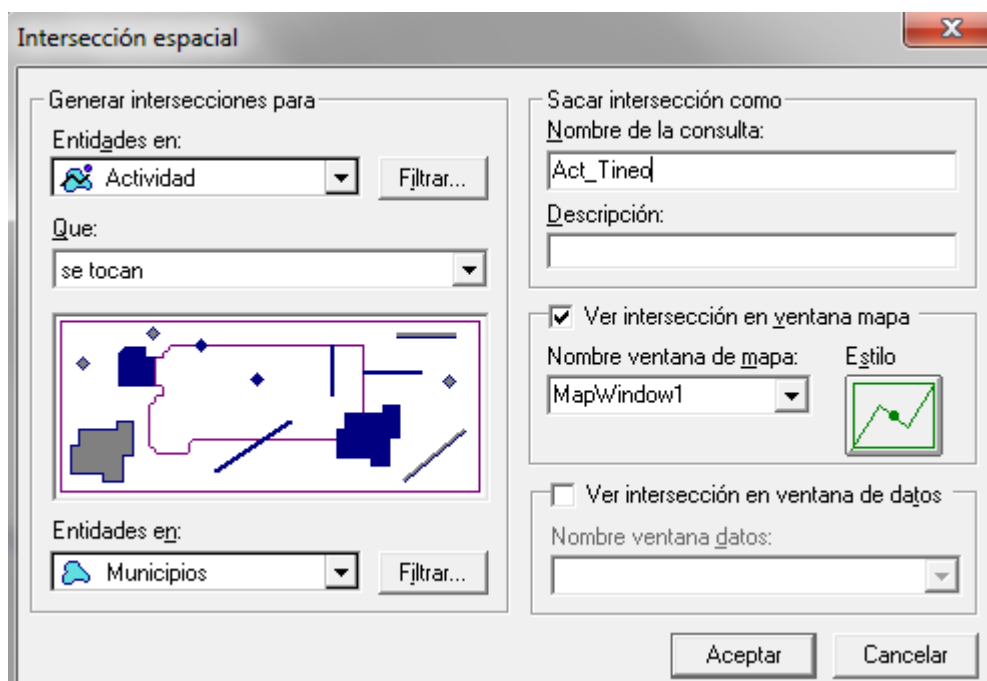 Intersección espacial
Generar intersecciones para
Entidades en:
Actividad
Filtrar...
Que:
se tocan
Entidades en:
Municipios
Filtrar...
Sacar intersección como
Nombre de la consulta:
Act_Tineo
Descripción:
Ver intersección en ventana mapa
Nombre ventana de mapa:
Estilo
MapWindow1
Ver intersección en ventana de datos
Nombre ventana datos:
Aceptar
Cancelar